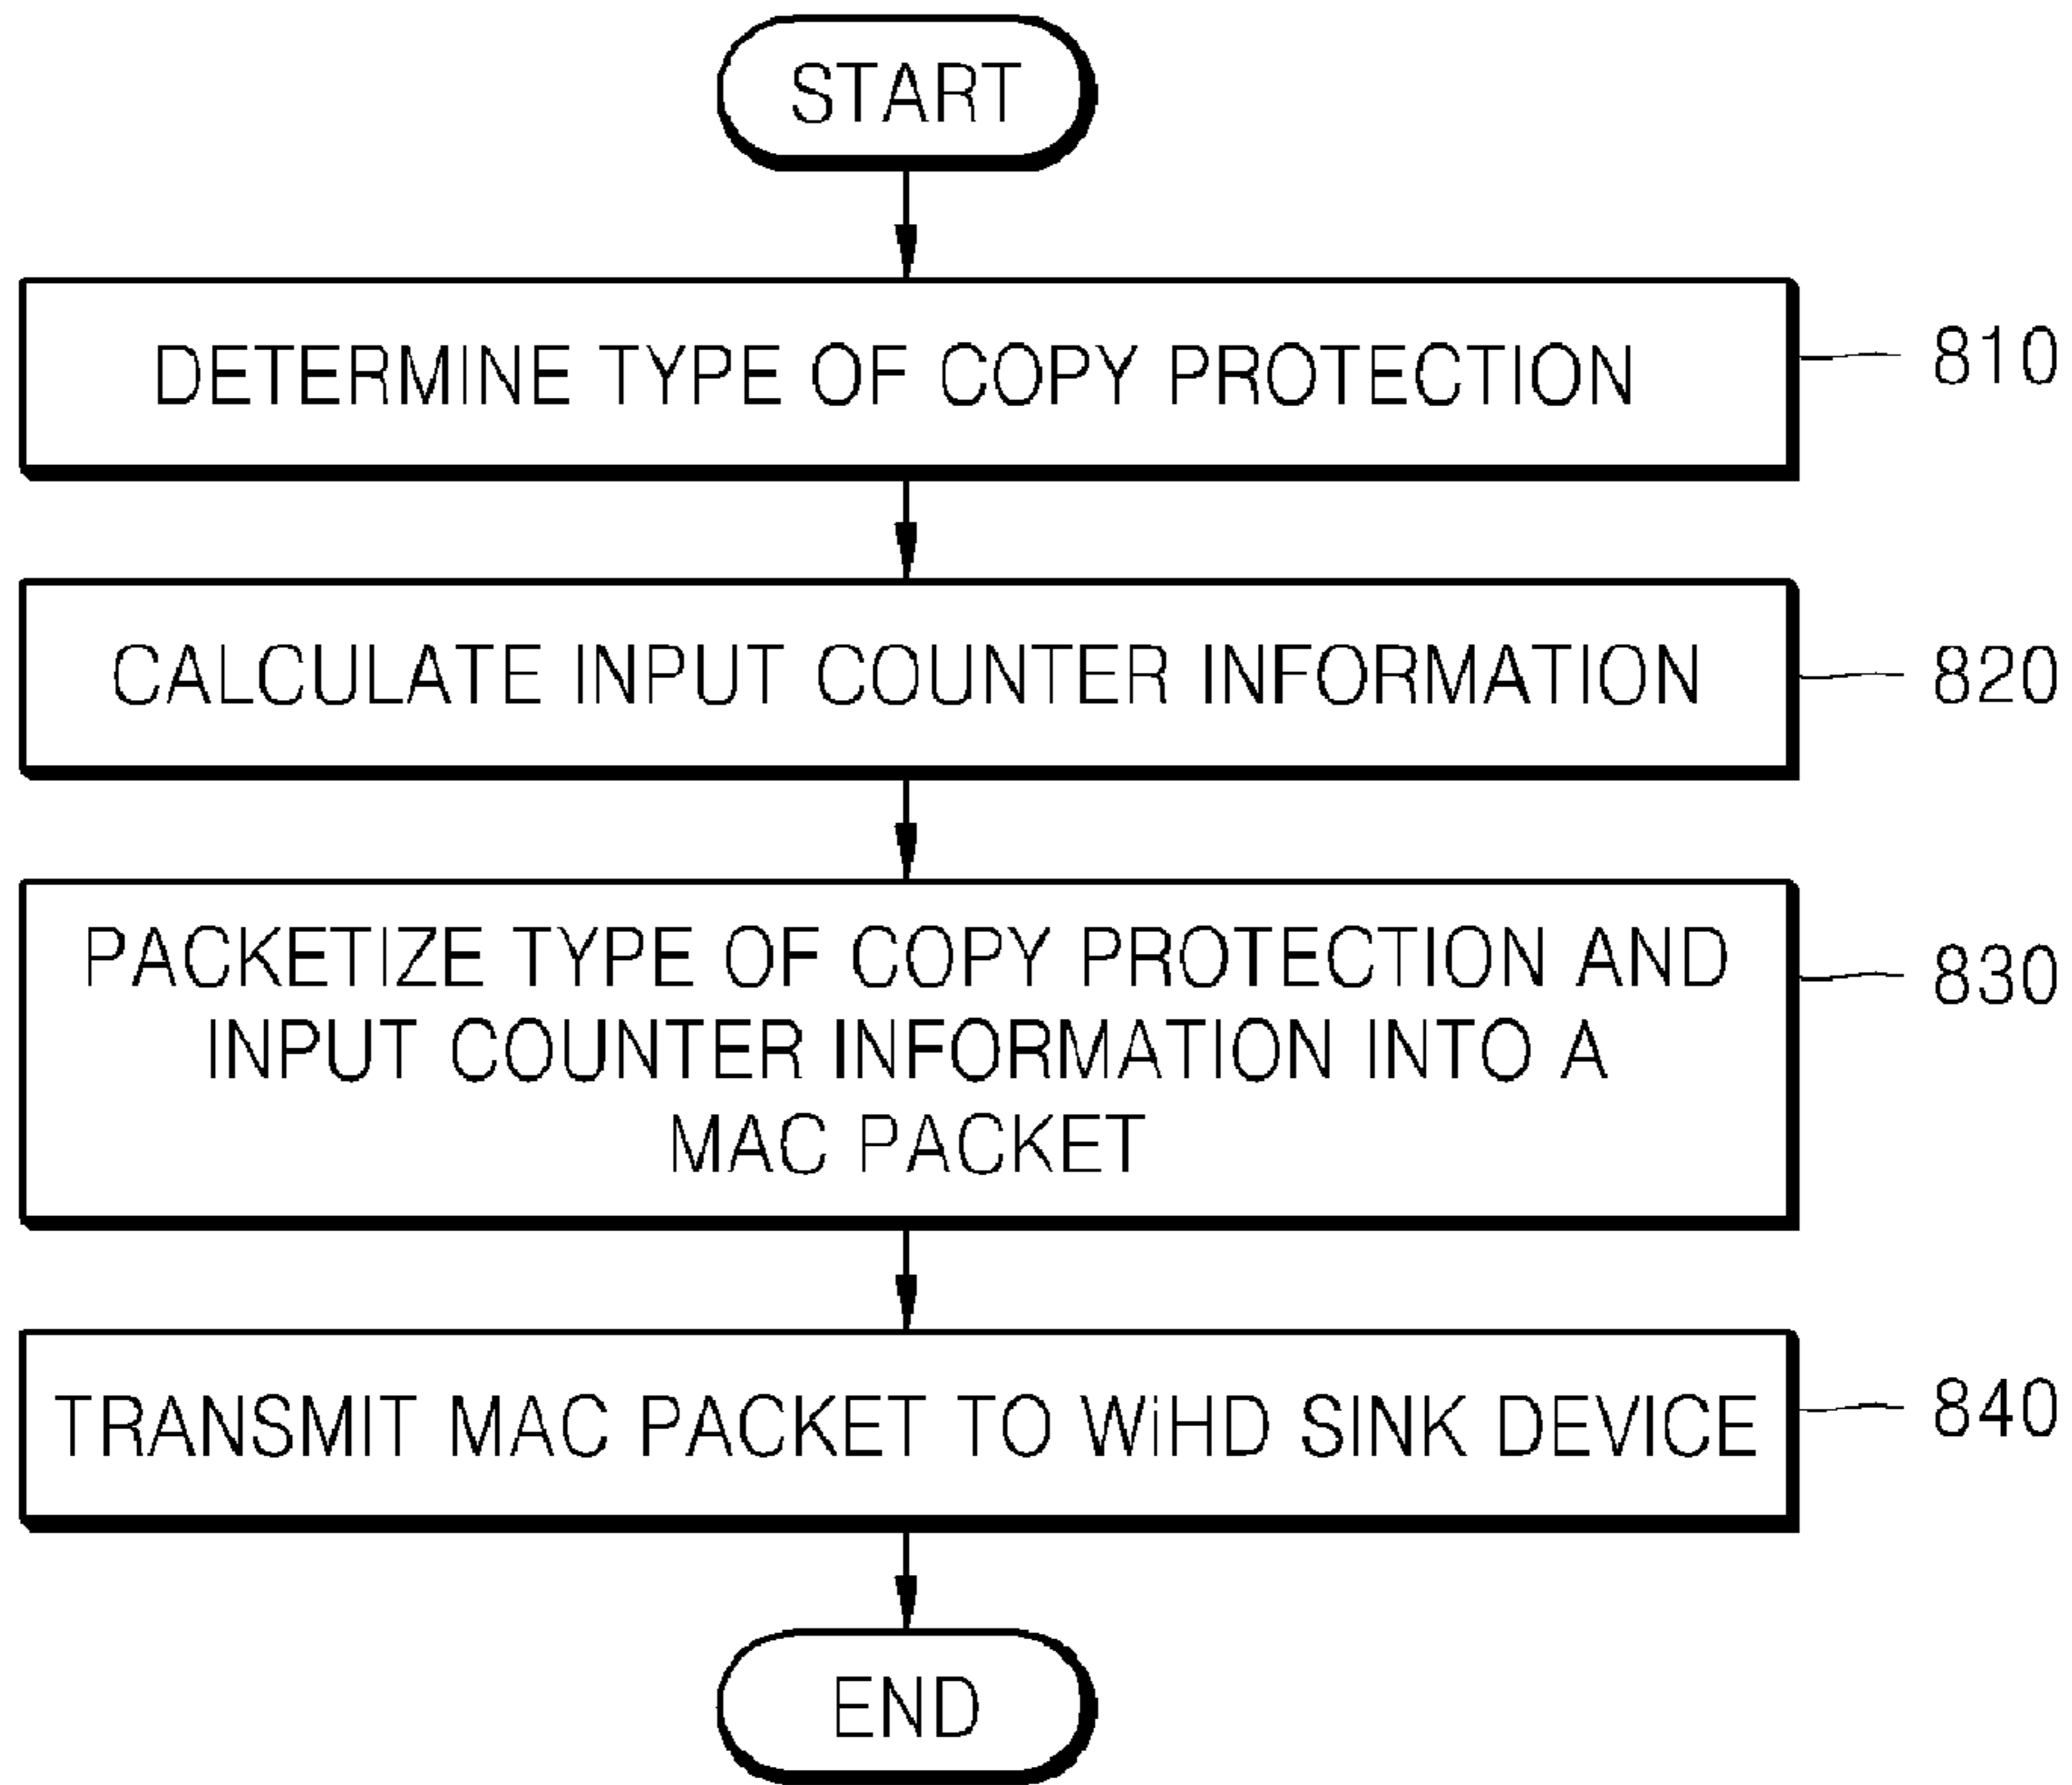 START
DETERMINE TYPE OF COPY PROTECTION
810
CALCULATE INPUT COUNTER INFORMATION
820
PACKETIZE TYPE OF COPY PROTECTION AND
INPUT COUNTER INFORMATION INTO A
MAC PACKET
830
TRANSMIT MAC PACKET TO WiHD SINK DEVICE
840
END